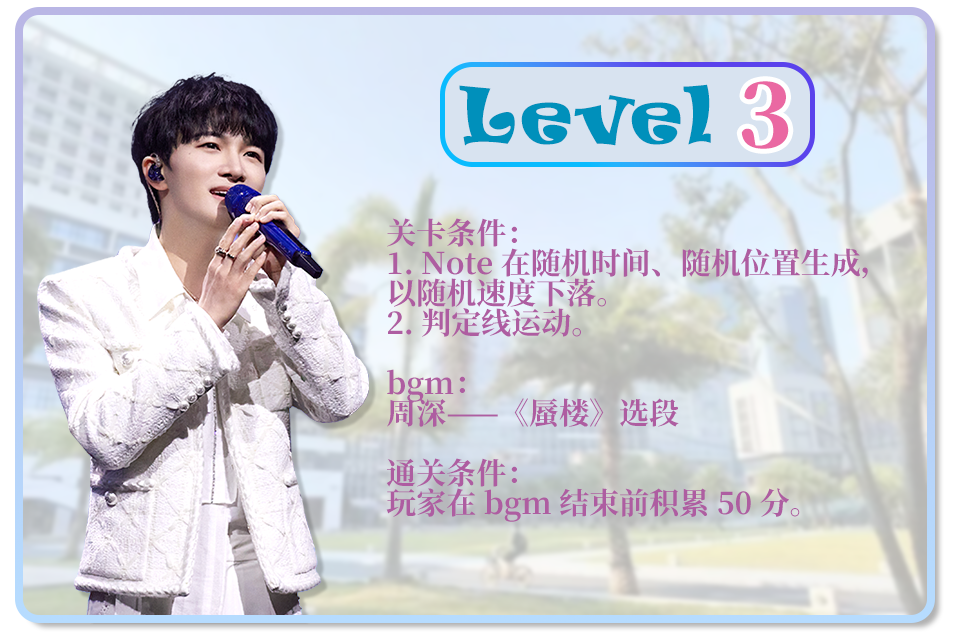 Level 3
关卡条件：
1. Note 在随机时间、随机位置生成，
以随机速度下落。
2. 判定线运动。
bgm：
周深——《蜃楼》选段
通关条件：
玩家在 bgm 结束前积累 50 分。